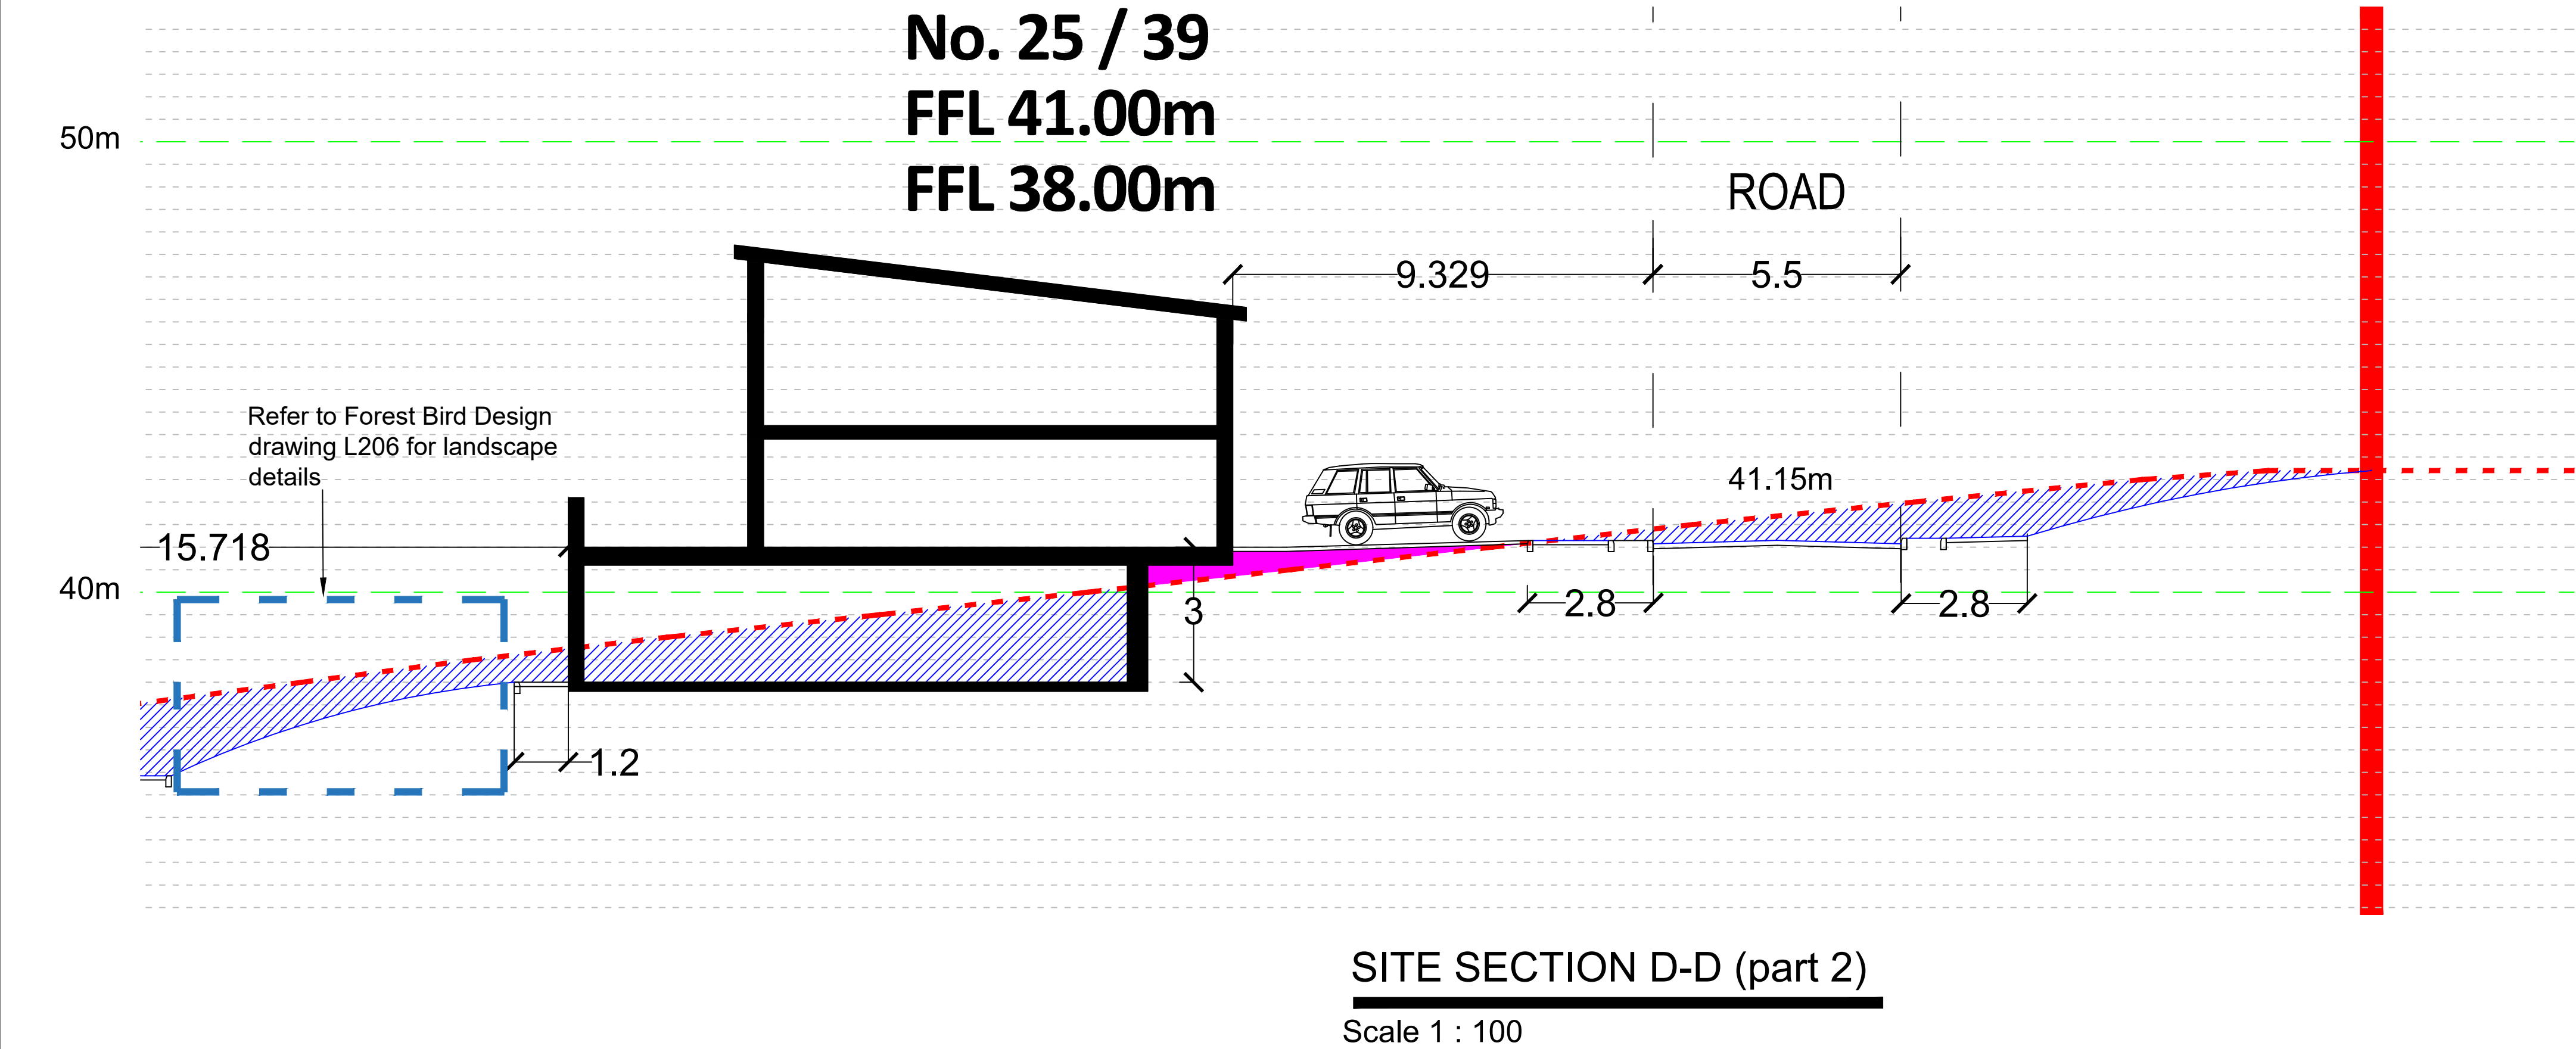 No. 25 / 39
FFL 41.00m
50m
FFL 38.00m
ROAD
9.329
5.5
Refer to Forest Bird Design
drawing L206 for landscape
details
41.15m
15.718
40m
3
2.8
2.8
1.2
SITE SECTION D-D (part 2)
Scale 1 : 100